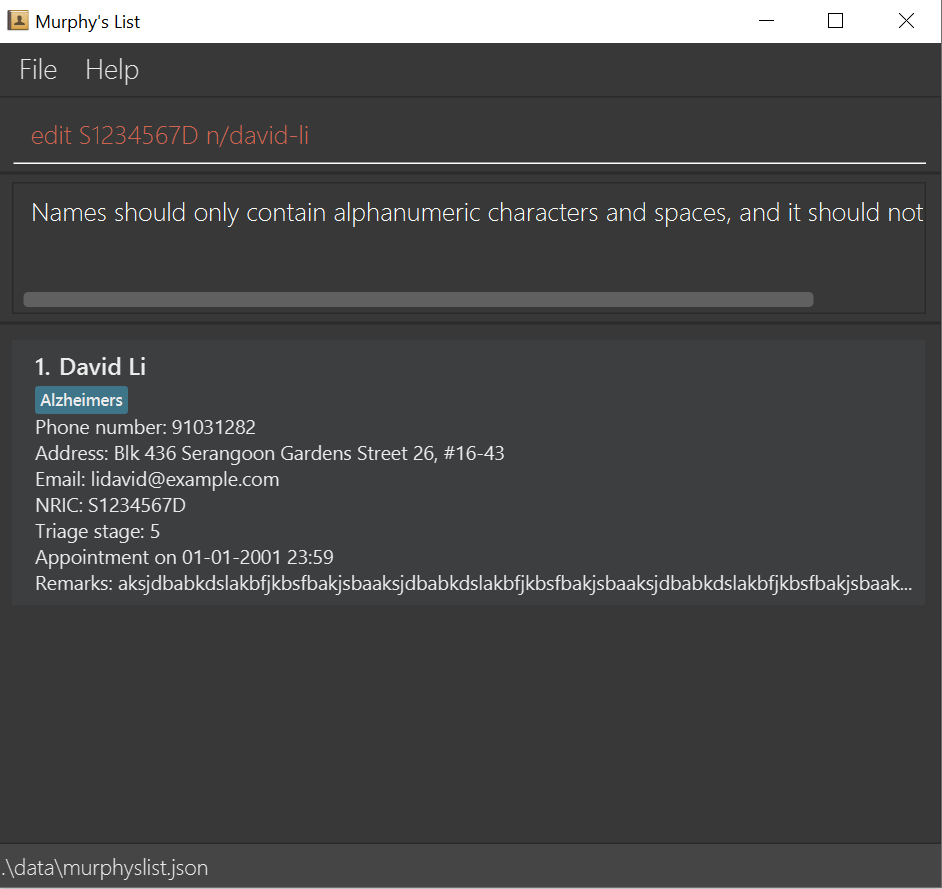 Murphy's List
File Help
edit S1234567D n/david-li
Names should only contain alphanumeric characters and spaces, and it should not
1. David Li
Alzheimers
Phone number: 91031282
Address: Blk 436 Serangoon Gardens Street 26, #16-43
Email: lidavid@example.com
NRIC: S1234567D
Triage stage: 5
Appointment on 01-01-2001 23:59
Remarks: aksjdbabkdslakbfjkbsfbakjsbaaksjdbabkdslakbfjkbsfbakjsbaaksjdbabkdslakbfjkbsfbakjsbaak...
.\data\murphyslist.json